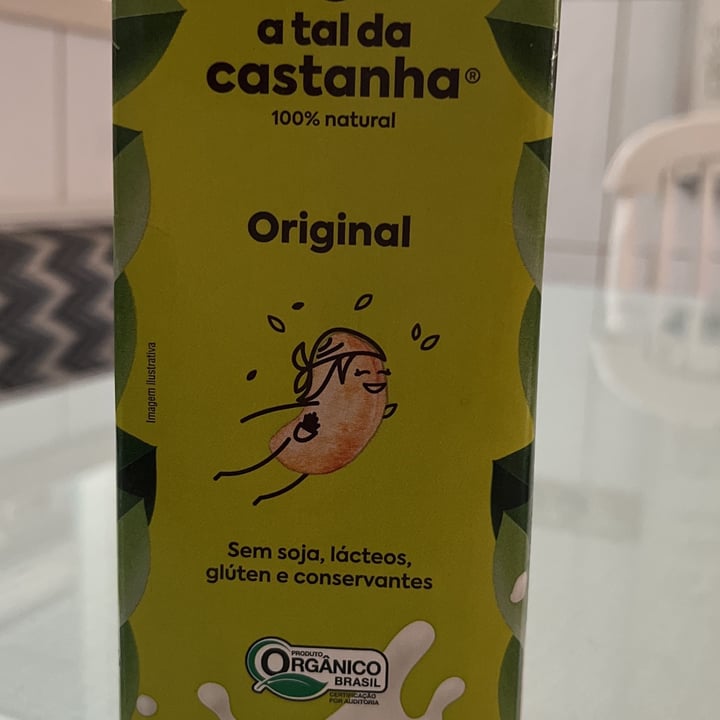 a tal da
castanha®
100% natural
Original
Imagem ilustrativa
Sem soja, lácteos,
glúten e conservantes
PRODUTO
ORGÂNICO
BRASIL
CERTIFICAÇÃO
POR AUDITORIA